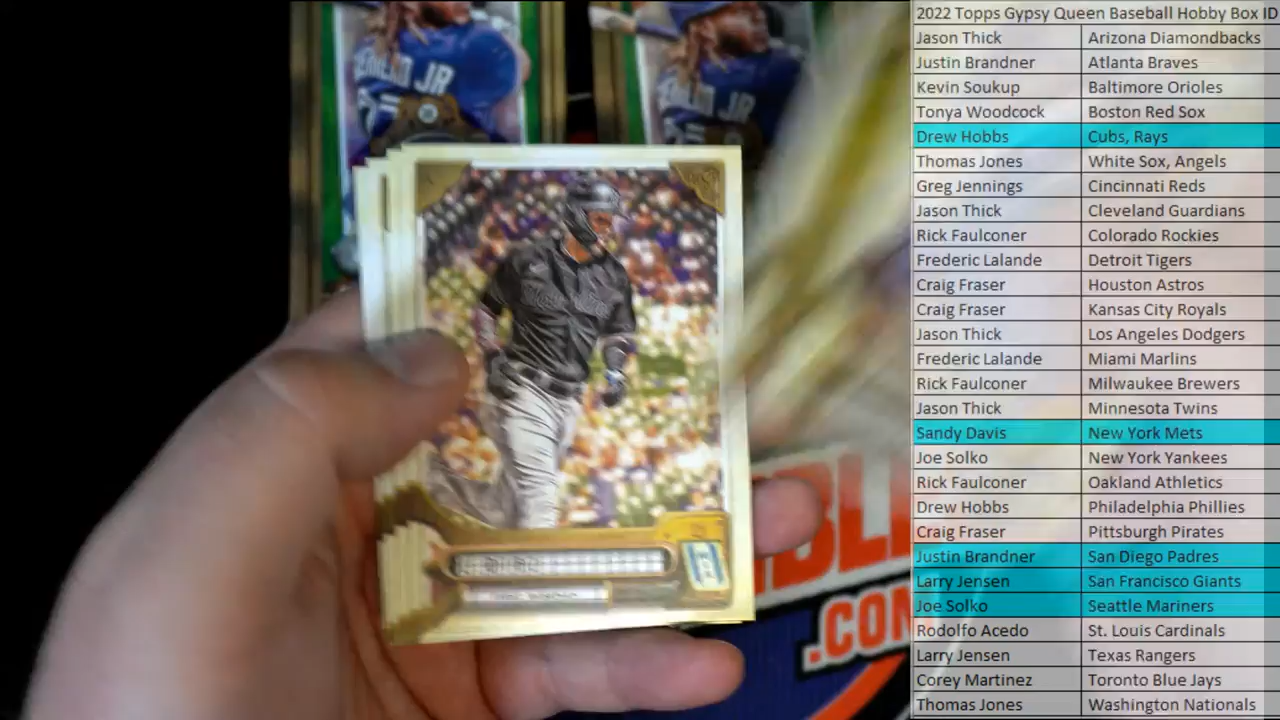 2022 Topps Gypsy Queen Baseball Hobby Box ID
Jason Thick Arizona Diamondbacks
Justin Brandner Atlanta Braves
Kevin Soukup Baltimore Orioles
Tonya Woodcock Boston Red Sox
Drew Hobbs Cubs, Rays
Thomas Jones White Sox, Angels
Greg Jennings Cincinnati Reds
Jason Thick Cleveland Guardians
Rick Faulconer Colorado Rockies
Frederic Lalande Detroit Tigers
Craig Fraser Houston Astros
Craig Fraser Kansas City Royals
Jason Thick Los Angeles Dodgers
Frederic Lalande Miami Marlins
Rick Faulconer Milwaukee Brewers
Jason Thick Minnesota Twins
Sandy Davis New York Mets
Joe Solko New York Yankees
Rick Faulconer Oakland Athletics
Drew Hobbs Philadelphia Phillies
Craig Fraser Pittsburgh Pirates
Justin Brandner San Diego Padres
Larry Jensen San Francisco Giants
Joe Solko Seattle Mariners
Rodolfo Acedo St. Louis Cardinals
Larry Jensen Texas Rangers
Corey Martinez Toronto Blue Jays
Thomas Jones Washington Nationals
.COM